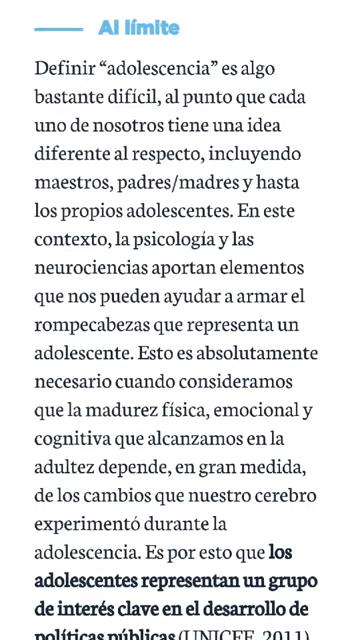 Al límite
Definir “adolescencia” es algo
bastante difícil, al punto que cada
uno de nosotros tiene una idea
diferente al respecto, incluyendo
maestros, padres/madres y hasta
los propios adolescentes. En este
contexto, la psicología y las
neurociencias aportan elementos
que nos pueden ayudar a armar el
rompecabezas que representa un
adolescente. Esto es absolutamente
necesario cuando consideramos
que la madurez física, emocional y
cognitiva que alcanzamos en la
adultez depende, en gran medida,
de los cambios que nuestro cerebro
experimentó durante la
adolescencia. Es por esto que los
adolescentes representan un grupo
de interés clave en el desarrollo de
políticas públicas (UNICEF, 2011)